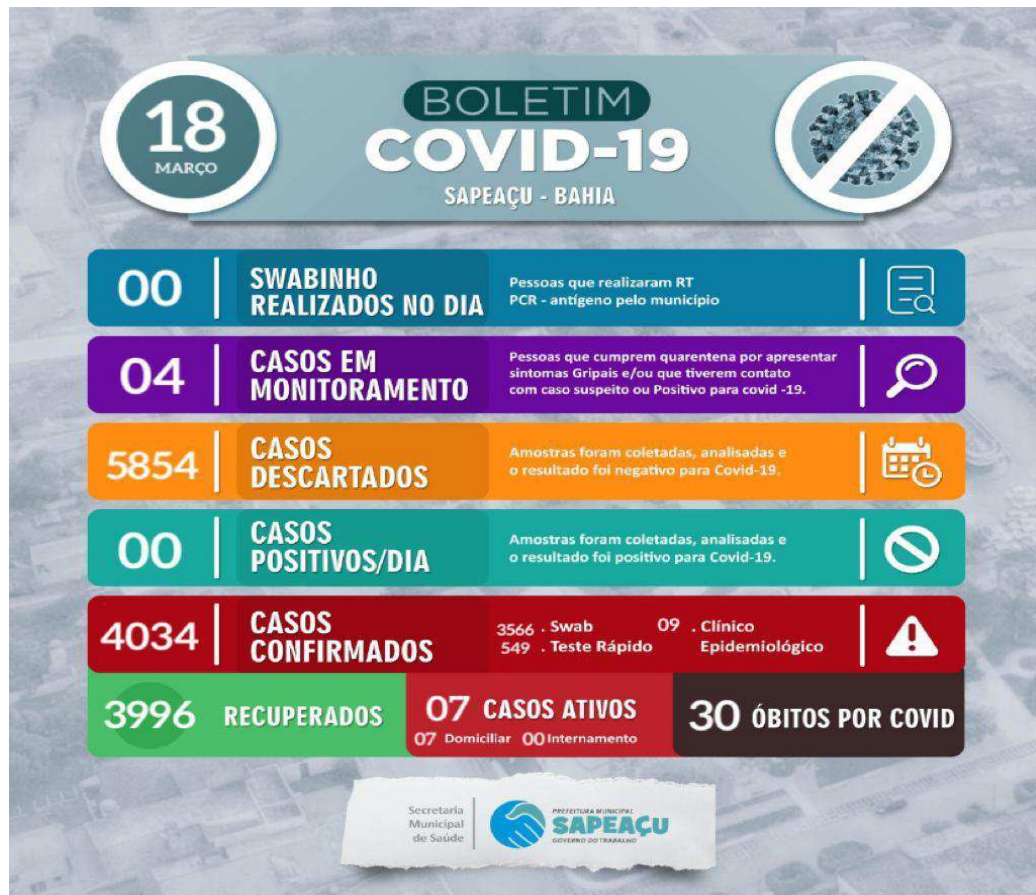 18
MARÇO
BOLETIM
COVID-19
SAPEAÇU - BAHIA
00
SWABINHO
REALIZADOS NO DIA
Pessoas que realizaram RT
PCR - antígeno pelo município
04
CASOS EM
MONITORAMENTO
Pessoas que cumprem quarentena por apresentar
sintomas Gripais e/ou que tiverem contato
com caso suspeito ou Positivo para covid -19.
5854
CASOS
DESCARTADOS
Amostras foram coletadas, analisadas e
o resultado foi negativo para Covid-19.
00
CASOS
POSITIVOS/DIA
Amostras foram coletadas, analisadas e
o resultado foi positivo para Covid-19.
4034
CASOS
CONFIRMADOS
3566 . Swab
549 . Teste Rápido
09 . Clínico
Epidemiológico
3996 RECUPERADOS
07 CASOS ATIVOS
07 Domiciliar 00 Internamento
30 ÓBITOS POR COVID
Secretaria
Municipal
de Saúde
PREFEITURA MUNICIPAL
SAPEAÇU
GOVERNO DO TRABALHO